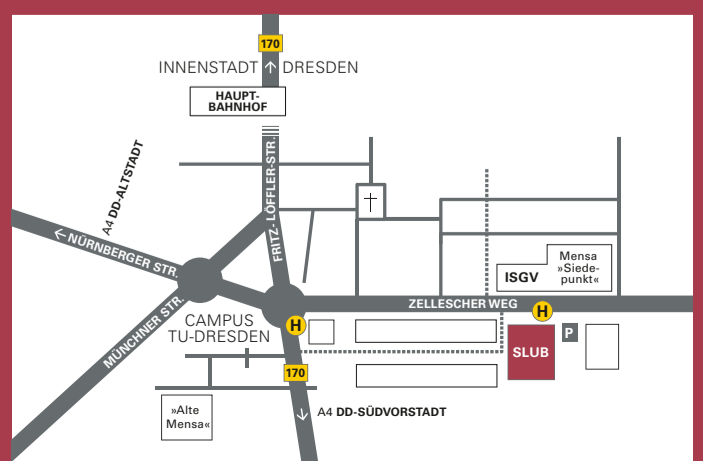 170
INNENSTADT DRESDEN
HAUPT-
BAHNHOF
A4 DD-ALTSTADT
FRITZ-LÖFFLER-STR.
NÜRNBERGER STR.
MÜNCHNER STR.
Mensa
»Siede-
punkt«
ISGV
ZELLESCHER WEG
H
H
CAMPUS
TU-DRESDEN
P
SLUB
170
»Alte
Mensa«
A4 DD-SÜDVORSTADT